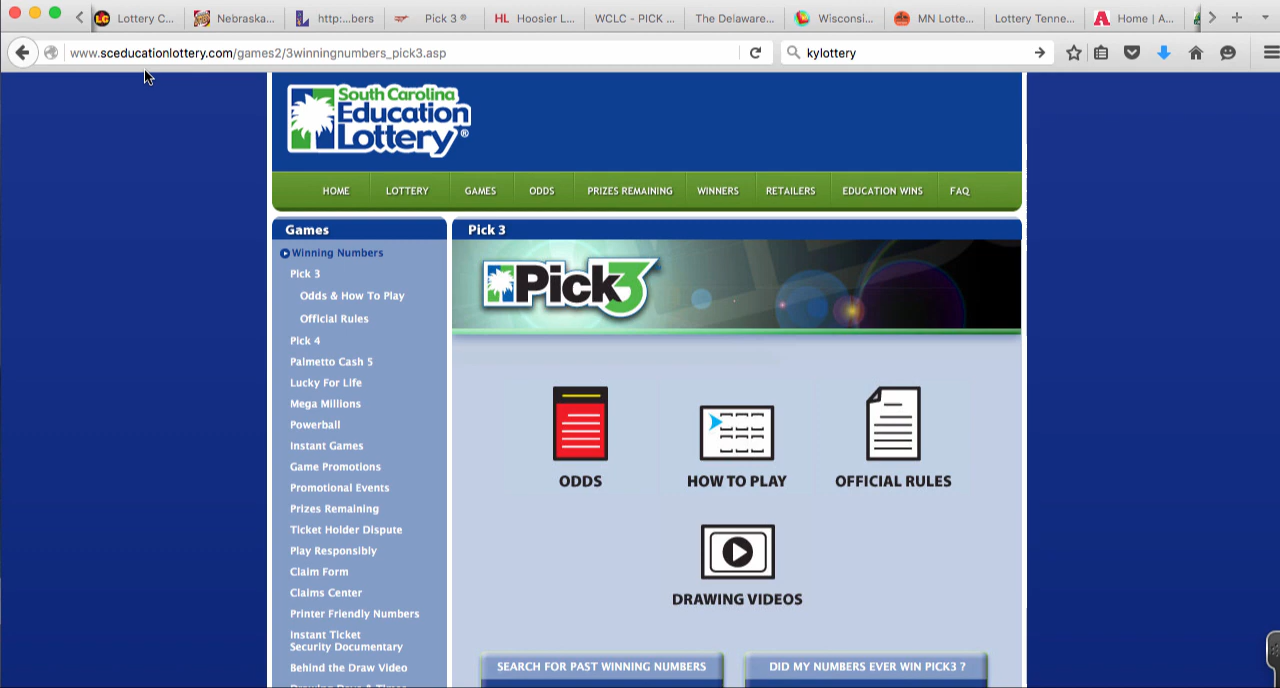 Lottery C...
Nebraska...
http:...bers
Pick 3 ®
HL Hoosier L...
WCLC - PICK ...
The Delaware...
Wisconsi...
MN Lotte...
Lottery Tenne...
Home | A...
www.sceducationlottery.com/games2/3winningnumbers_pick3.asp
kylottery
South Carolina
Education
Lottery®
HOME
LOTTERY
GAMES
ODDS
PRIZES REMAINING
WINNERS
RETAILERS
EDUCATION WINS
FAQ
Games
Winning Numbers
Pick 3
Odds & How To Play
Official Rules
Pick 4
Palmetto Cash 5
Lucky For Life
Mega Millions
Powerball
Instant Games
Game Promotions
Promotional Events
Prizes Remaining
Ticket Holder Dispute
Play Responsibly
Claim Form
Claims Center
Printer Friendly Numbers
Instant Ticket
Security Documentary
Behind the Draw Video
Pick 3
Pick3
ODDS
HOW TO PLAY
OFFICIAL RULES
DRAWING VIDEOS
SEARCH FOR PAST WINNING NUMBERS
DID MY NUMBERS EVER WIN PICK3 ?